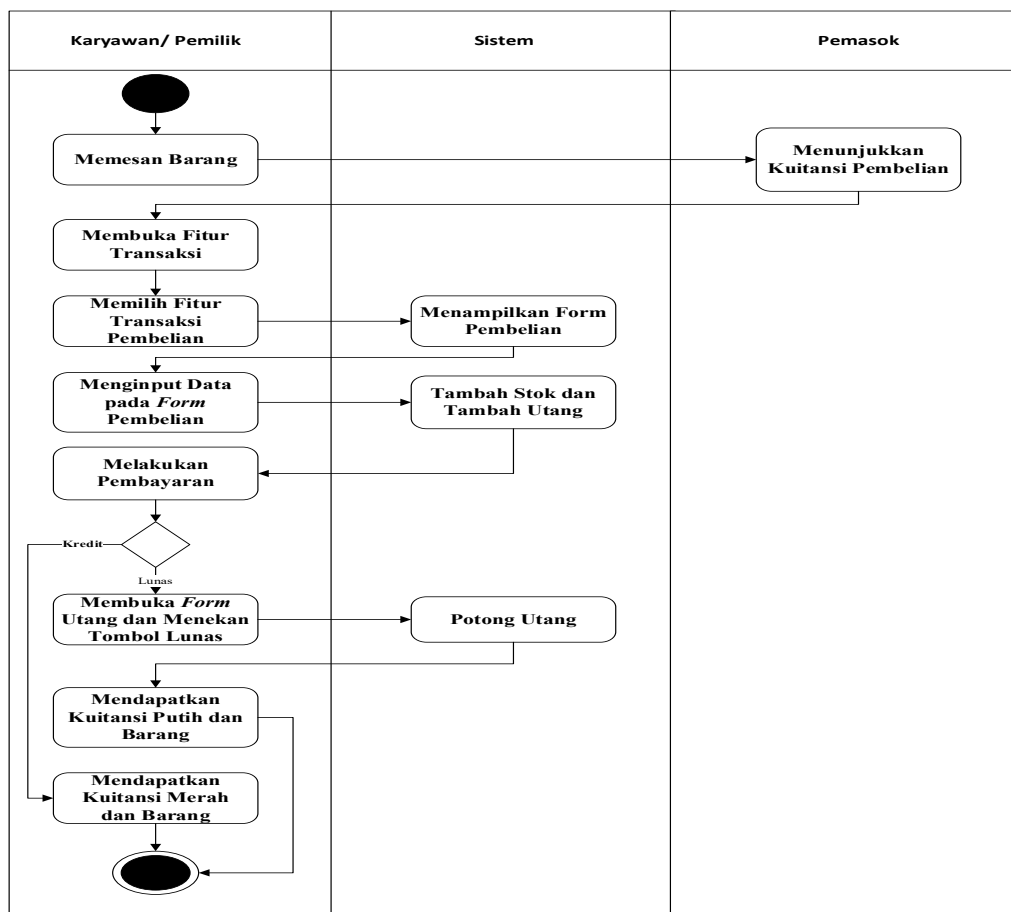 Karyawan/ Pemilik
Sistem
Pemasok
Memesan Barang
Menunjukkan
Kuitansi Pembelian
Membuka Fitur
Transaksi
Memilih Fitur
Transaksi
Pembelian
Menampilkan Form
Pembelian
Menginput Data
pada Form
Pembelian
Tambah Stok dan
Tambah Utang
Melakukan
Pembayaran
Kredit
Lunas
Membuka Form
Utang dan Menekan
Tombol Lunas
Potong Utang
Mendapatkan
Kuitansi Putih dan
Barang
Mendapatkan
Kuitansi Merah
dan Barang